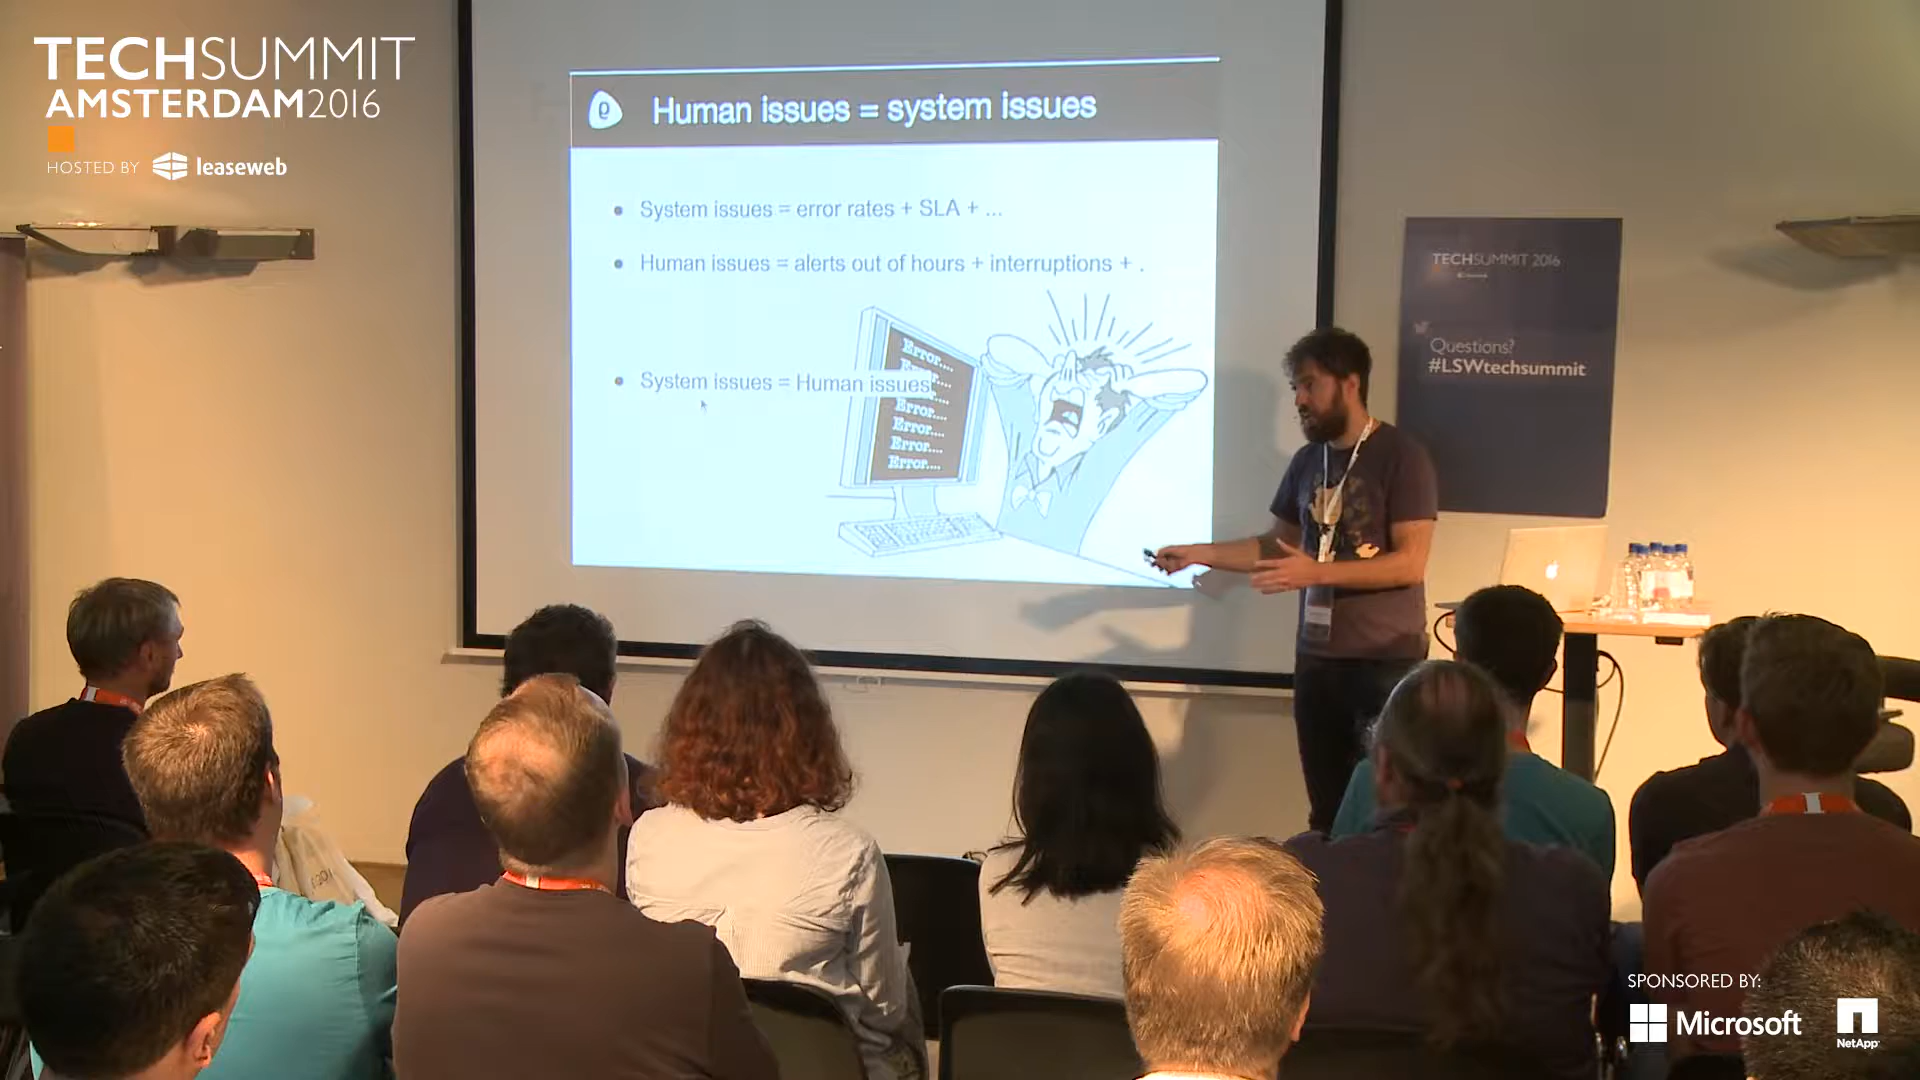 TECHSUMMIT
AMSTERDAM2016
HOSTED BY leaseweb
Human issues = system issues
System issues = error rates + SLA + ...
Human issues = alerts out of hours + interruptions + .
System issues = Human issues
Error....
Error....
Error....
Error....
Error....
Error....
TECHSUMMIT 2016
Questions?
#LSWtechsummit
SPONSORED BY:
Microsoft
NetApp